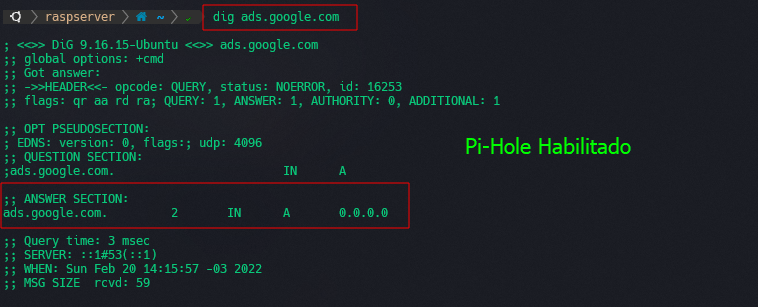 raspserver ~ ✓ dig ads.google.com
; <<>> DiG 9.16.15-Ubuntu <<>> ads.google.com
;; global options: +cmd
;; Got answer:
;; ->>HEADER<<- opcode: QUERY, status: NOERROR, id: 16253
;; flags: qr aa rd ra; QUERY: 1, ANSWER: 1, AUTHORITY: 0, ADDITIONAL: 1
;; OPT PSEUDOSECTION:
; EDNS: version: 0, flags:; udp: 4096
;; QUESTION SECTION:
;ads.google.com. IN A
Pi-Hole Habilitado
;; ANSWER SECTION:
ads.google.com. 2 IN A 0.0.0.0
;; Query time: 3 msec
;; SERVER: ::1#53(::1)
;; WHEN: Sun Feb 20 14:15:57 -03 2022
;; MSG SIZE rcvd: 59